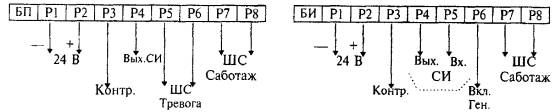 БП P1 P2 P3 P4 P5 P6 P7 P8
— +
24 В
Вых.СИ
ШС
Саботаж
Контр.
ШС
Тревога
БИ P1 P2 P3 P4 P5 P6 P7 P8
— +
24 В
Вых. Вх.
СИ
ШС
Саботаж
Контр.
Вкл.
Ген.